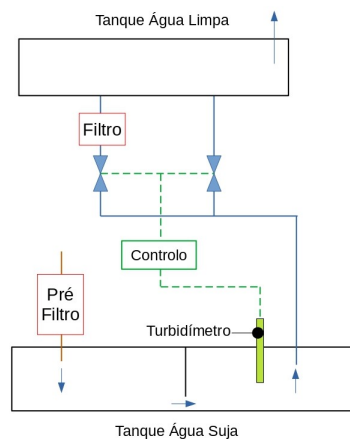 Tanque Água Limpa
Filtro
Controlo
Pré
Filtro
Turbidímetro
Tanque Água Suja